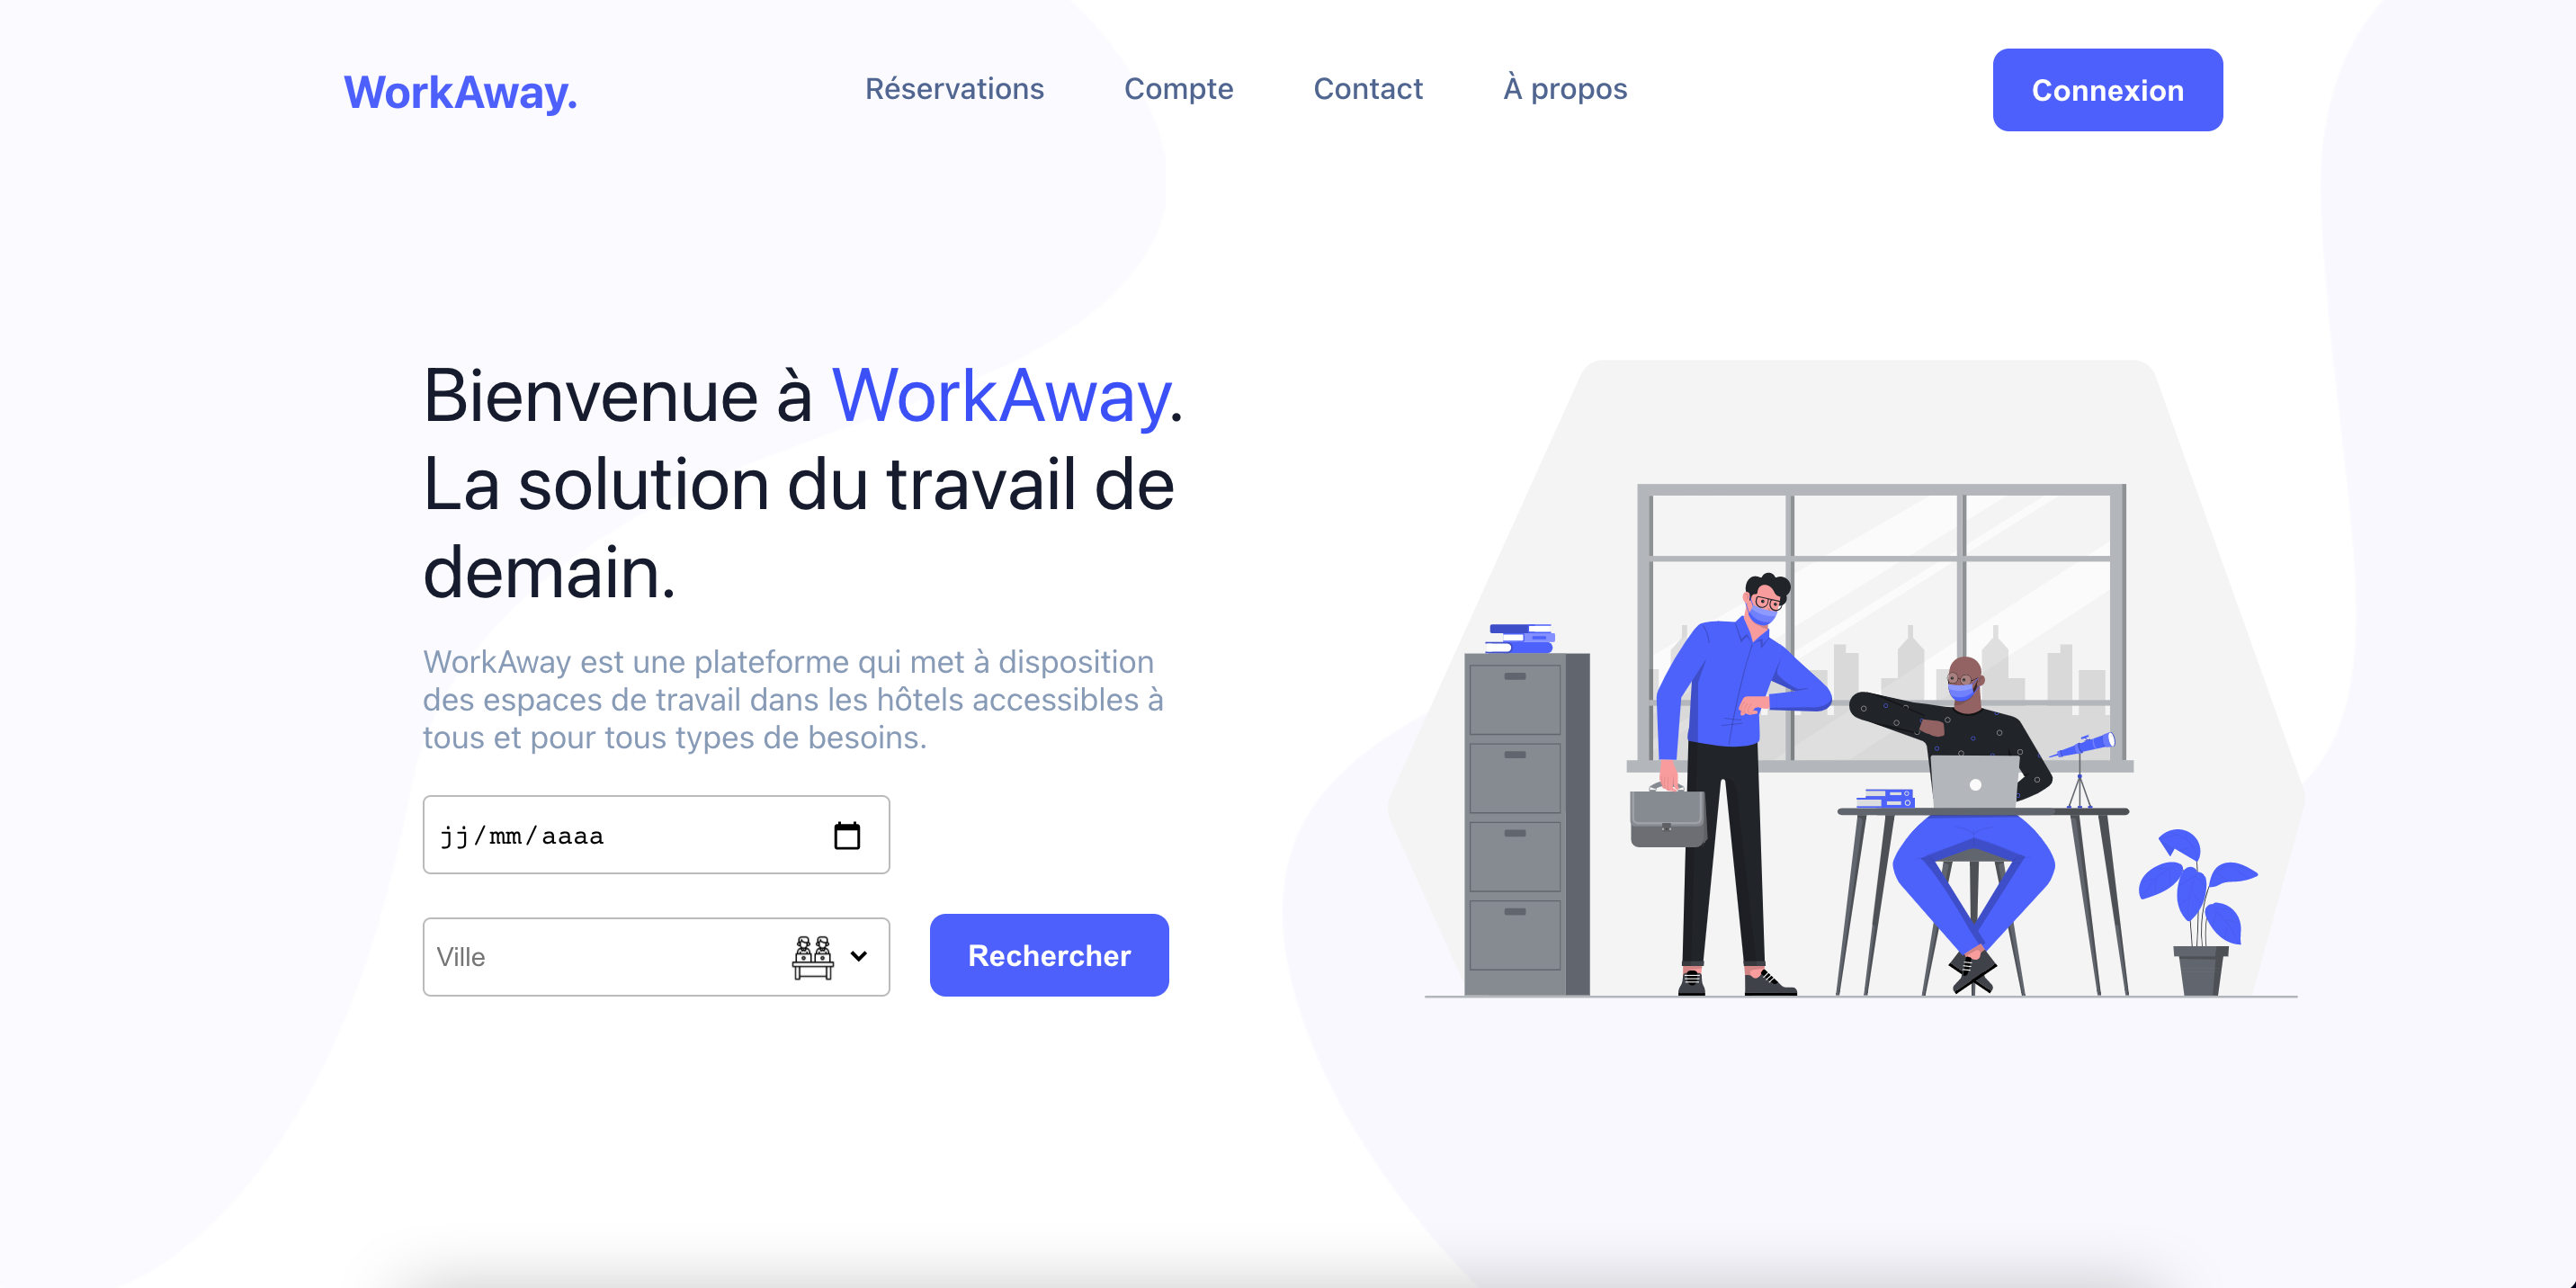 WorkAway.
Réservations
Compte
Contact
À propos
Connexion
Bienvenue à WorkAway.
La solution du travail de
demain.
WorkAway est une plateforme qui met à disposition
des espaces de travail dans les hôtels accessibles à
tous et pour tous types de besoins.
jj/mm/aaaa
Ville
Rechercher